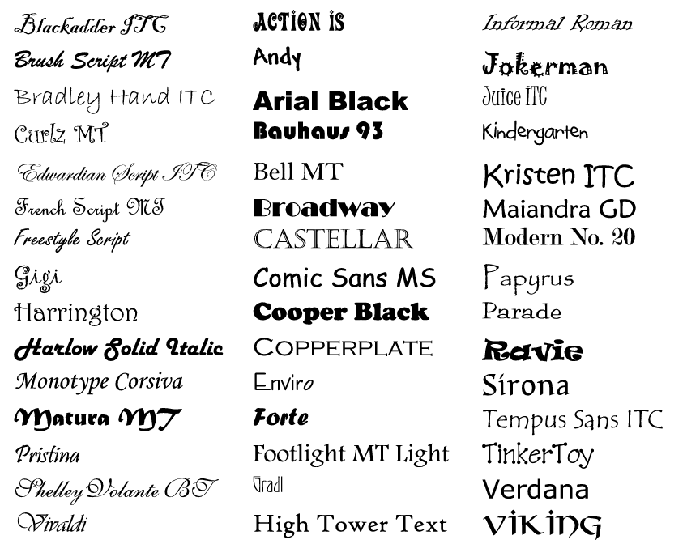 Blackadder ITC
Brush Script MT
Bradley Hand ITC
Curlz MT
Edwardian Script ITC
French Script MT
Freestyle Script
Gigi
Harrington
Harlow Solid Italic
Monotype Corsiva
Matura MT
Pristina
Shelley Volante BT
Vivaldi
ACTION IS
Andy
Arial Black
Bauhaus 93
Bell MT
Broadway
CASTELLAR
Comic Sans MS
Cooper Black
COPPERPLATE
Enviro
Forte
Footlight MT Light
Gradl
High Tower Text
Informal Roman
Jokerman
Juice ITC
Kindergarten
Kristen ITC
Maiandra GD
Modern No. 20
Papyrus
Parade
Ravie
Sírona
Tempus Sans ITC
TinkerToy
Verdana
VIKING